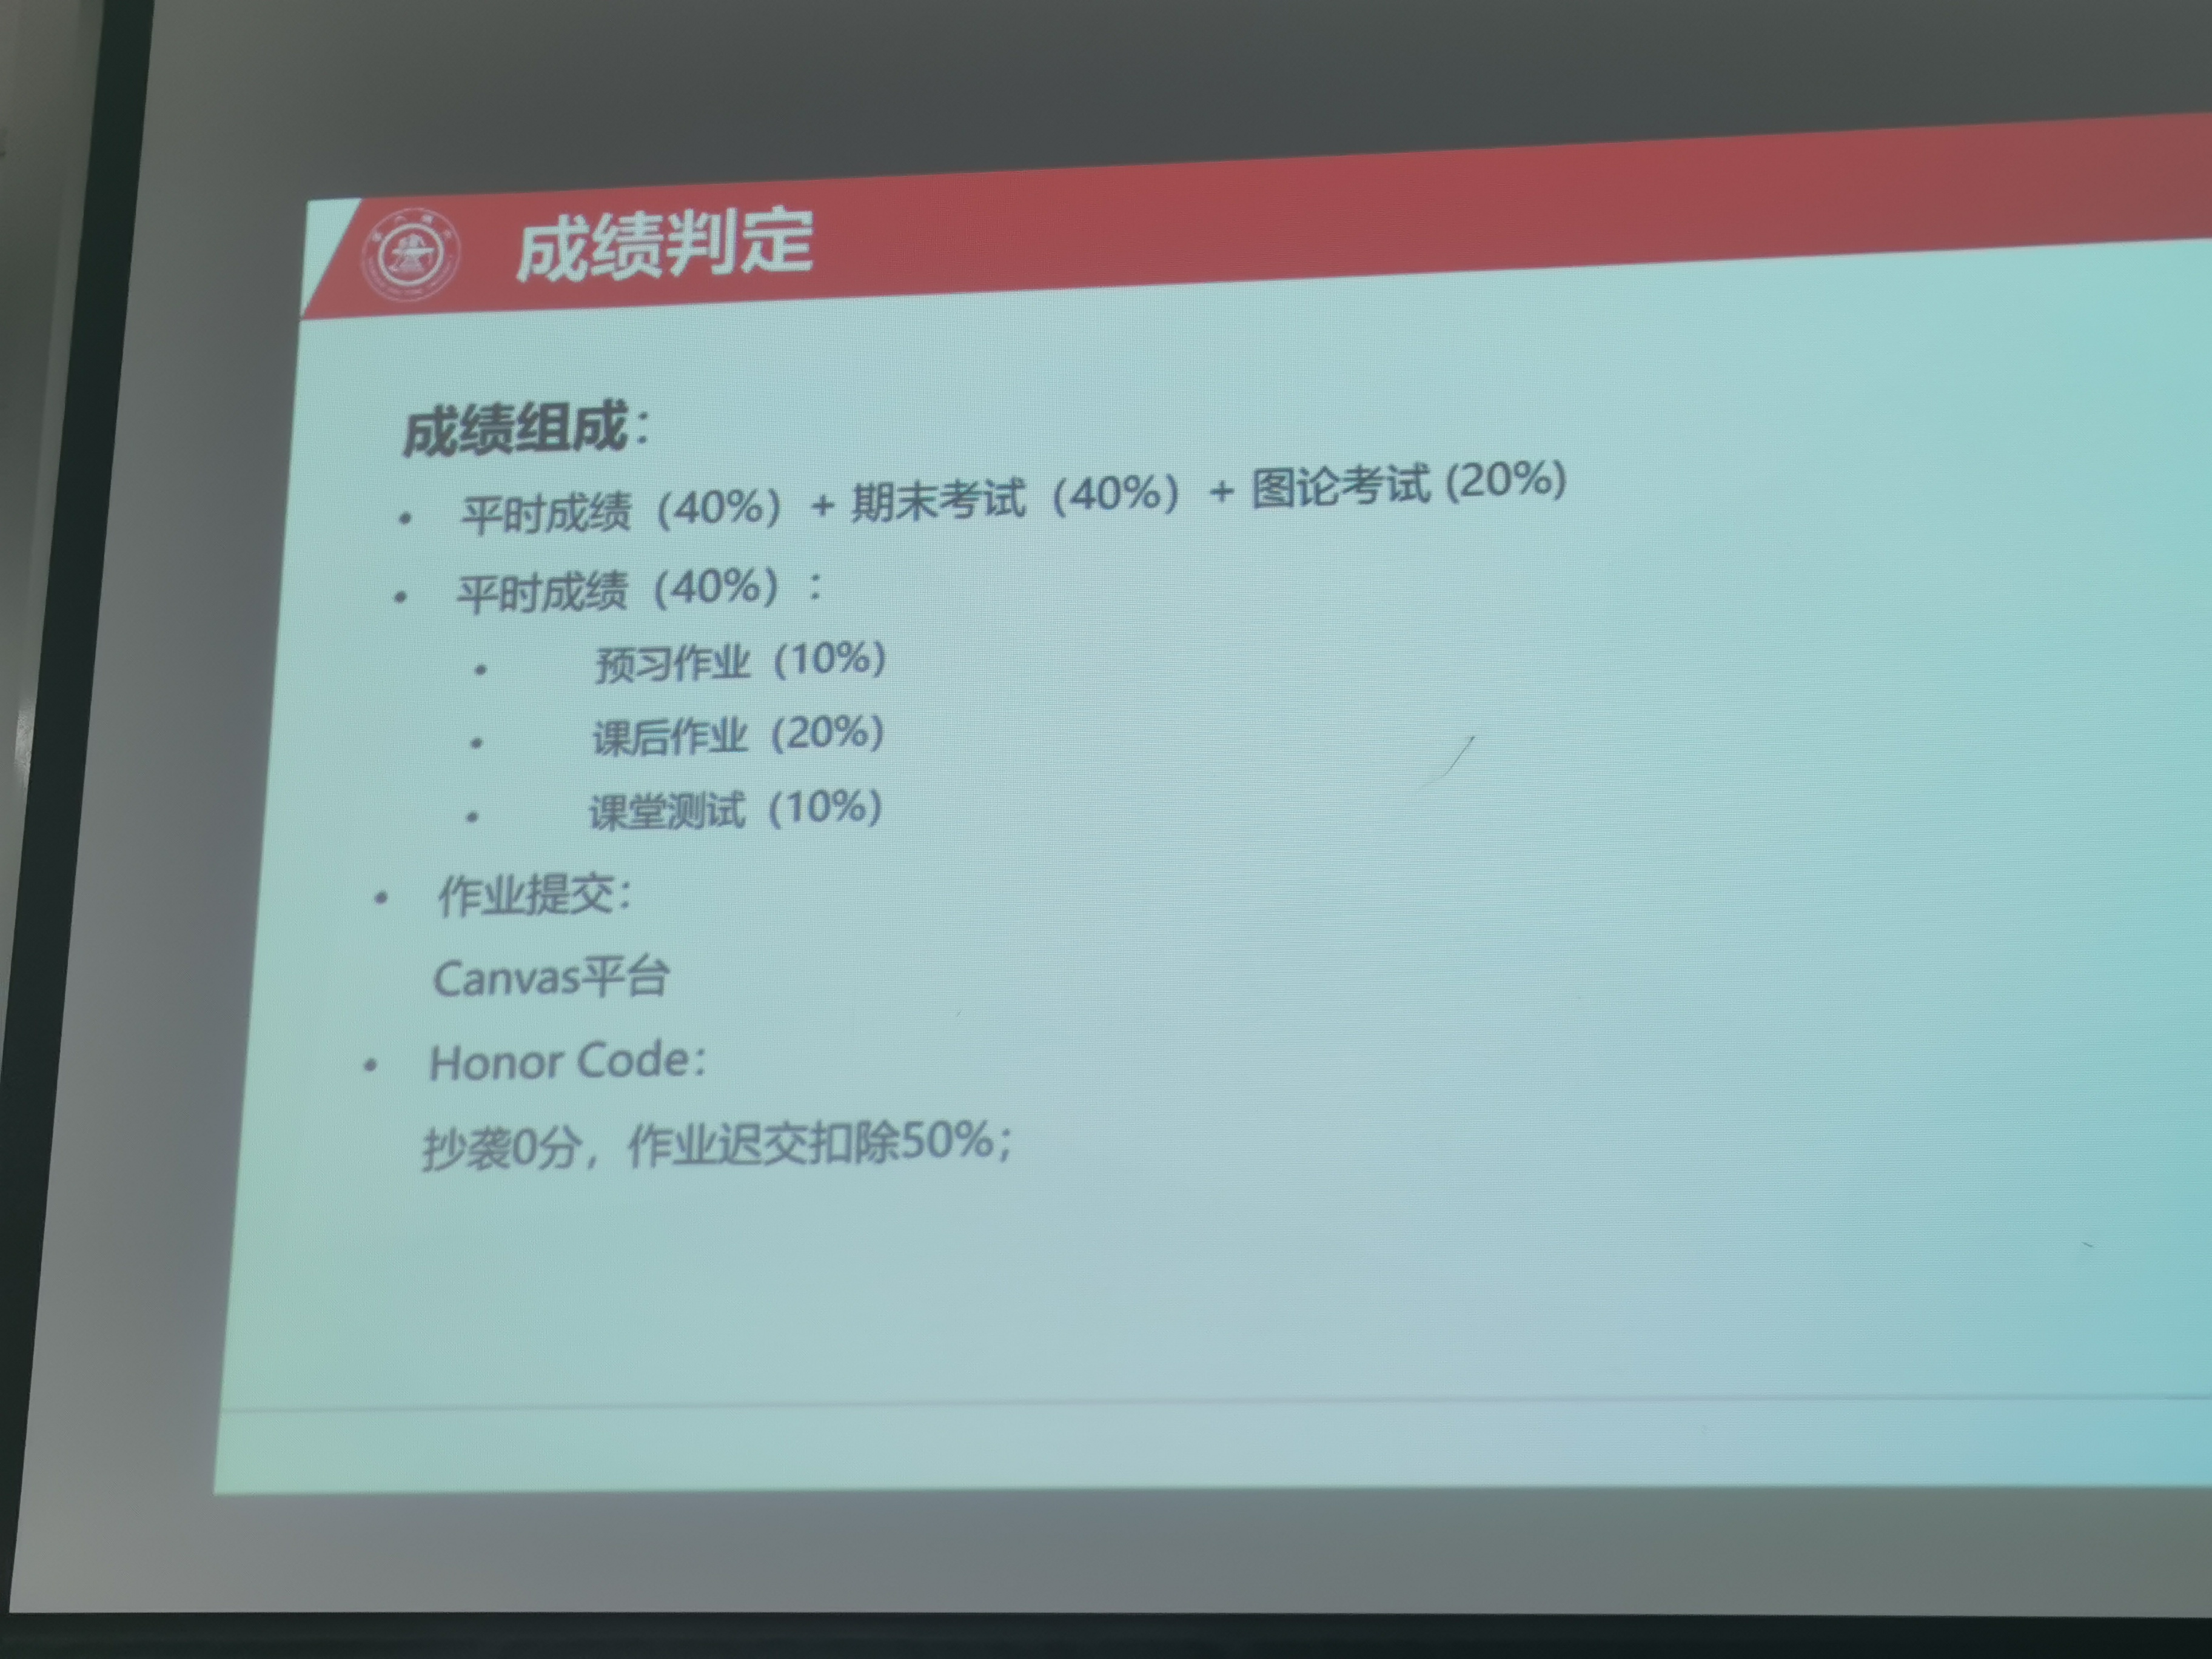 成绩判定
成绩组成：
• 平时成绩（40%）+ 期末考试（40%）+ 图论考试 (20%)
• 平时成绩（40%）：
• 预习作业 (10%)
• 课后作业 (20%)
• 课堂测试 (10%)
• 作业提交：
Canvas平台
• Honor Code：
抄袭0分，作业迟交扣除50%；